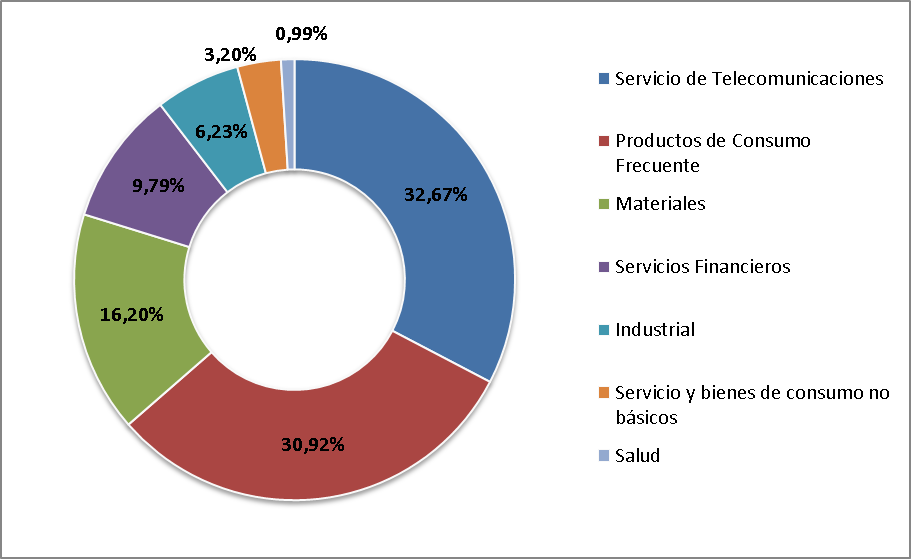 0,99%
3,20%
6,23%
32,67%
9,79%
16,20%
30,92%
Servicio de Telecomunicaciones
Productos de Consumo
Frecuente
Materiales
Servicios Financieros
Industrial
Servicio y bienes de consumo no
básicos
Salud